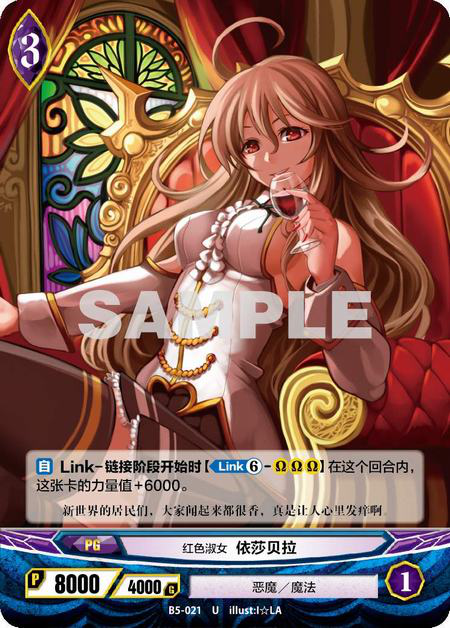 3
SAMPLE
自 Link-链接阶段开始时【Link 6-ΩΩΩ】在这个回合内,
这张卡的力量值+6000。
新世界的居民们，大家闻起来都很香，真是让人心里发痒啊。
PG 红色淑女 依莎贝拉
P 8000 / 4000 G 恶魔／魔法 1
B5-021 U illust:I☆LA